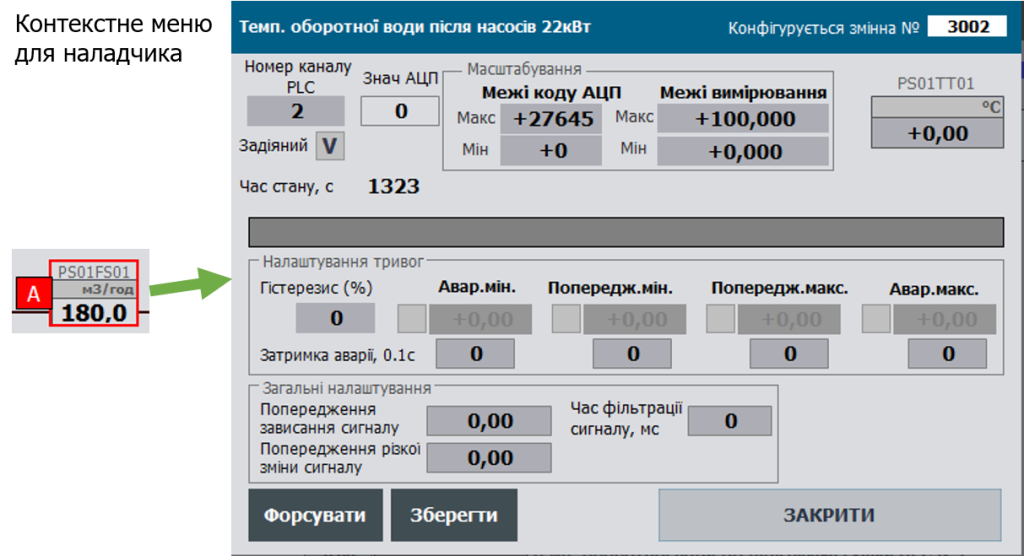 Контекстне меню
для наладчика
Темп. оборотної води після насосів 22кВт
Конфігурується змінна № 3002
Номер каналу
PLC
2
Знач АЦП
0
Задіяний V
Масштабування
Межі коду АЦП
Макс +27645
Мін +0
Межі вимірювання
Макс +100,000
Мін +0,000
PS01TT01
°C
+0,00
Час стану, с 1323
PS01FS01
м3/год
А 180,0
Налаштування тривог
Гістерезис (%) Авар.мін. Попередж.мін. Попередж.макс. Авар.макс.
0 +0,00 +0,00 +0,00 +0,00
Затримка аварії, 0.1с 0 0 0 0
Загальні налаштування
Попередження
зависання сигналу
0,00
Час фільтрації
сигналу, мс
0
Попередження різкої
зміни сигналу
0,00
Форсувати Зберегти ЗАКРИТИ